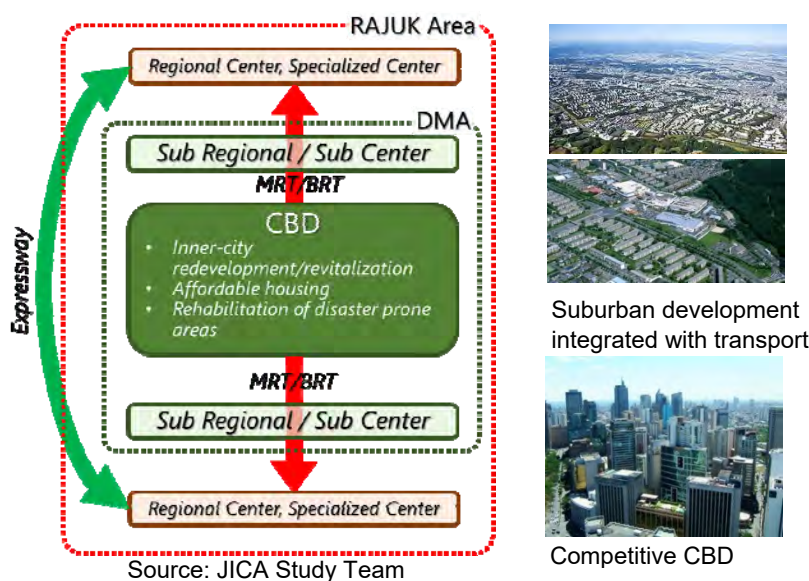 RAJUK Area
Regional Center, Specialized Center
DMA
Sub Regional / Sub Center
MRT/BRT
CBD
• Inner-city
redevelopment/revitalization
• Affordable housing
• Rehabilitation of disaster prone
areas
MRT/BRT
Sub Regional / Sub Center
Regional Center, Specialized Center
Expressway
Source: JICA Study Team
Suburban development
integrated with transport
Competitive CBD